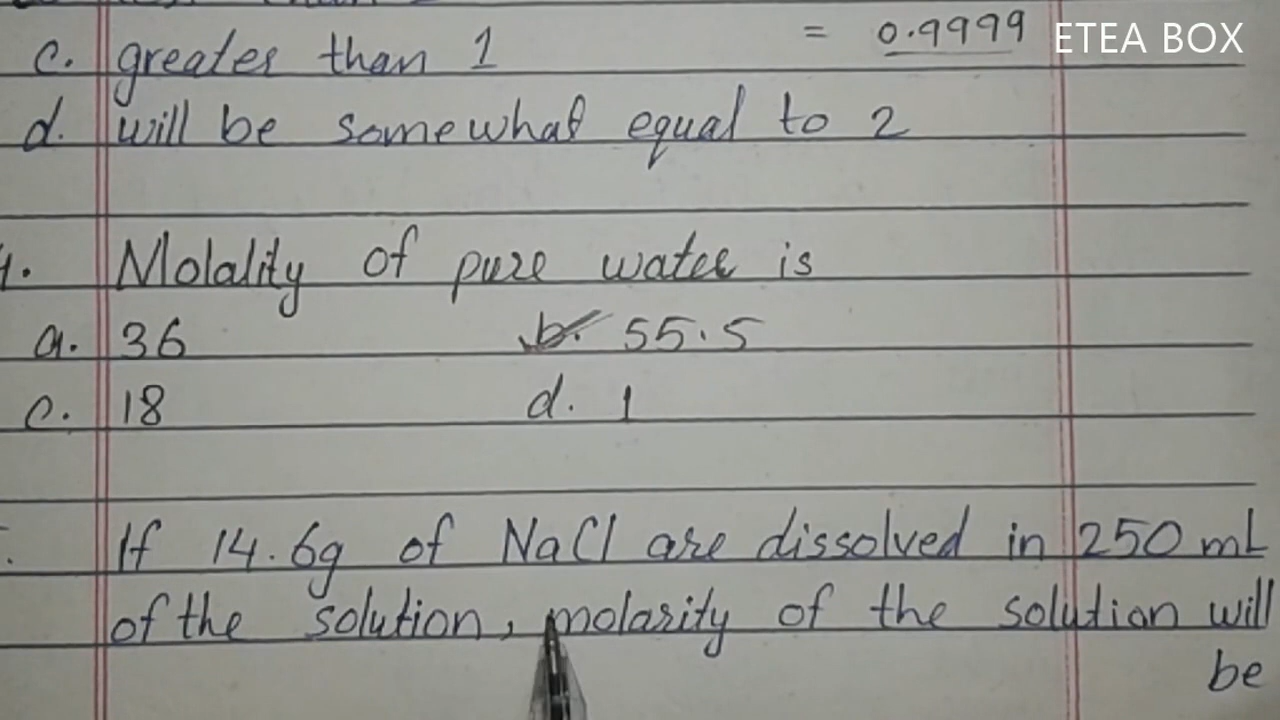 = 0.9999
ETEA BOX
c. greater than 1
d. will be somewhat equal to 2
4. Molality of pure water is
a. 36 b. 55.5
c. 18 d. 1
If 14.6g of NaCl are dissolved in 250 mL
of the solution, molarity of the solution will
be